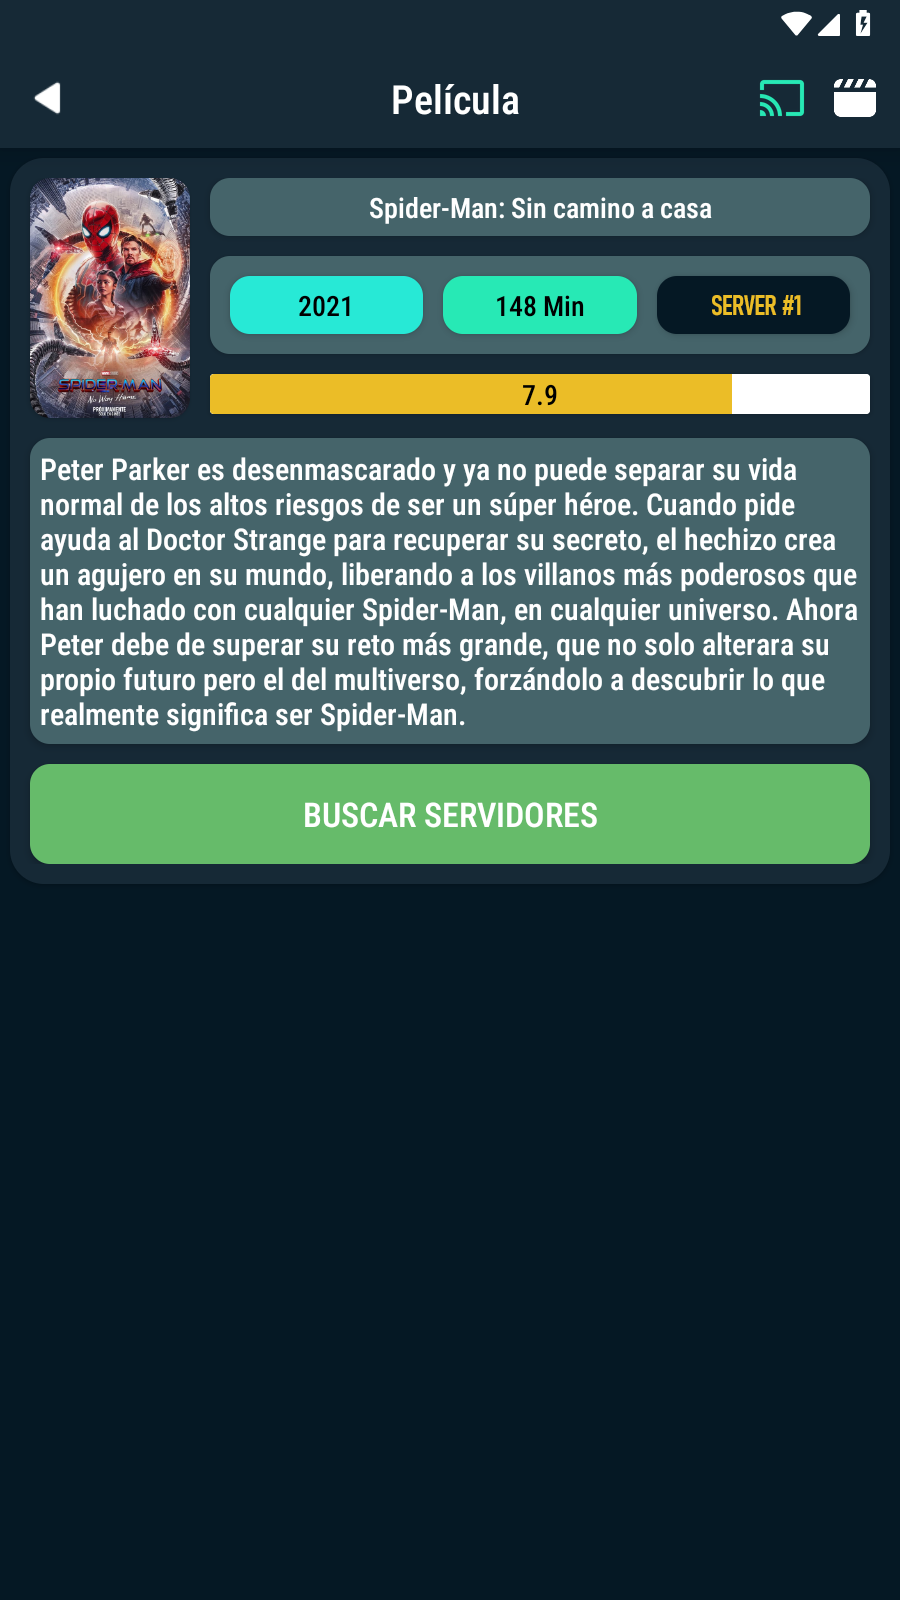 Película
Spider-Man: Sin camino a casa
2021
148 Min
SERVER #1
7.9
SPIDER-MAN
No Way Home
PRÓXIMAMENTE
Peter Parker es desenmascarado y ya no puede separar su vida
normal de los altos riesgos de ser un súper héroe. Cuando pide
ayuda al Doctor Strange para recuperar su secreto, el hechizo crea
un agujero en su mundo, liberando a los villanos más poderosos que
han luchado con cualquier Spider-Man, en cualquier universo. Ahora
Peter debe de superar su reto más grande, que no solo alterara su
propio futuro pero el del multiverso, forzándolo a descubrir lo que
realmente significa ser Spider-Man.
BUSCAR SERVIDORES